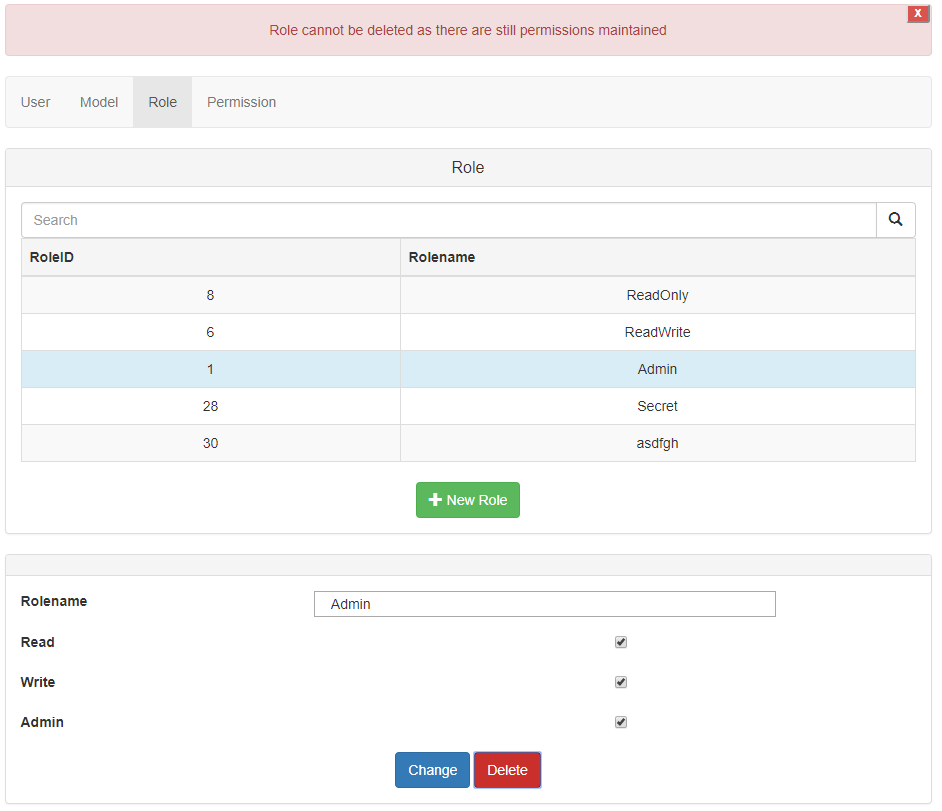 X
Role cannot be deleted as there are still permissions maintained
User Model Role Permission
Role
Search
RoleID Rolename
8 ReadOnly
6 ReadWrite
1 Admin
28 Secret
30 asdfgh
New Role
Rolename Admin
Read
Write
Admin
Change Delete